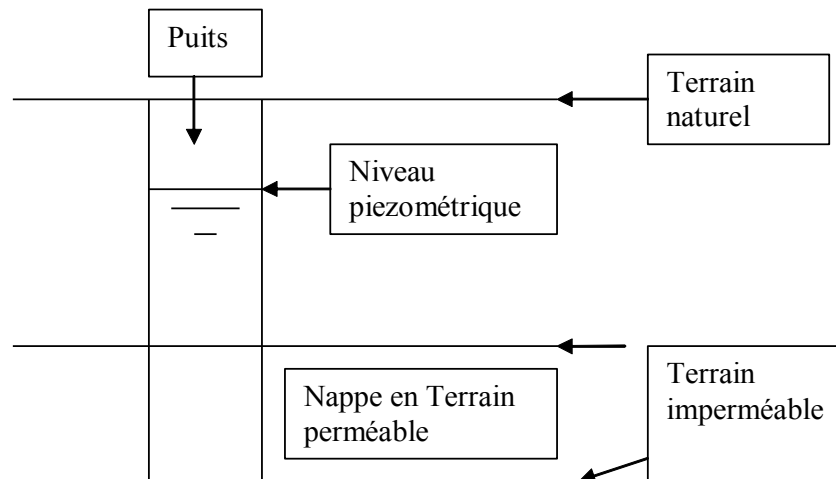 Puits
Terrain
naturel
Niveau
piezométrique
Nappe en Terrain
perméable
Terrain
imperméable